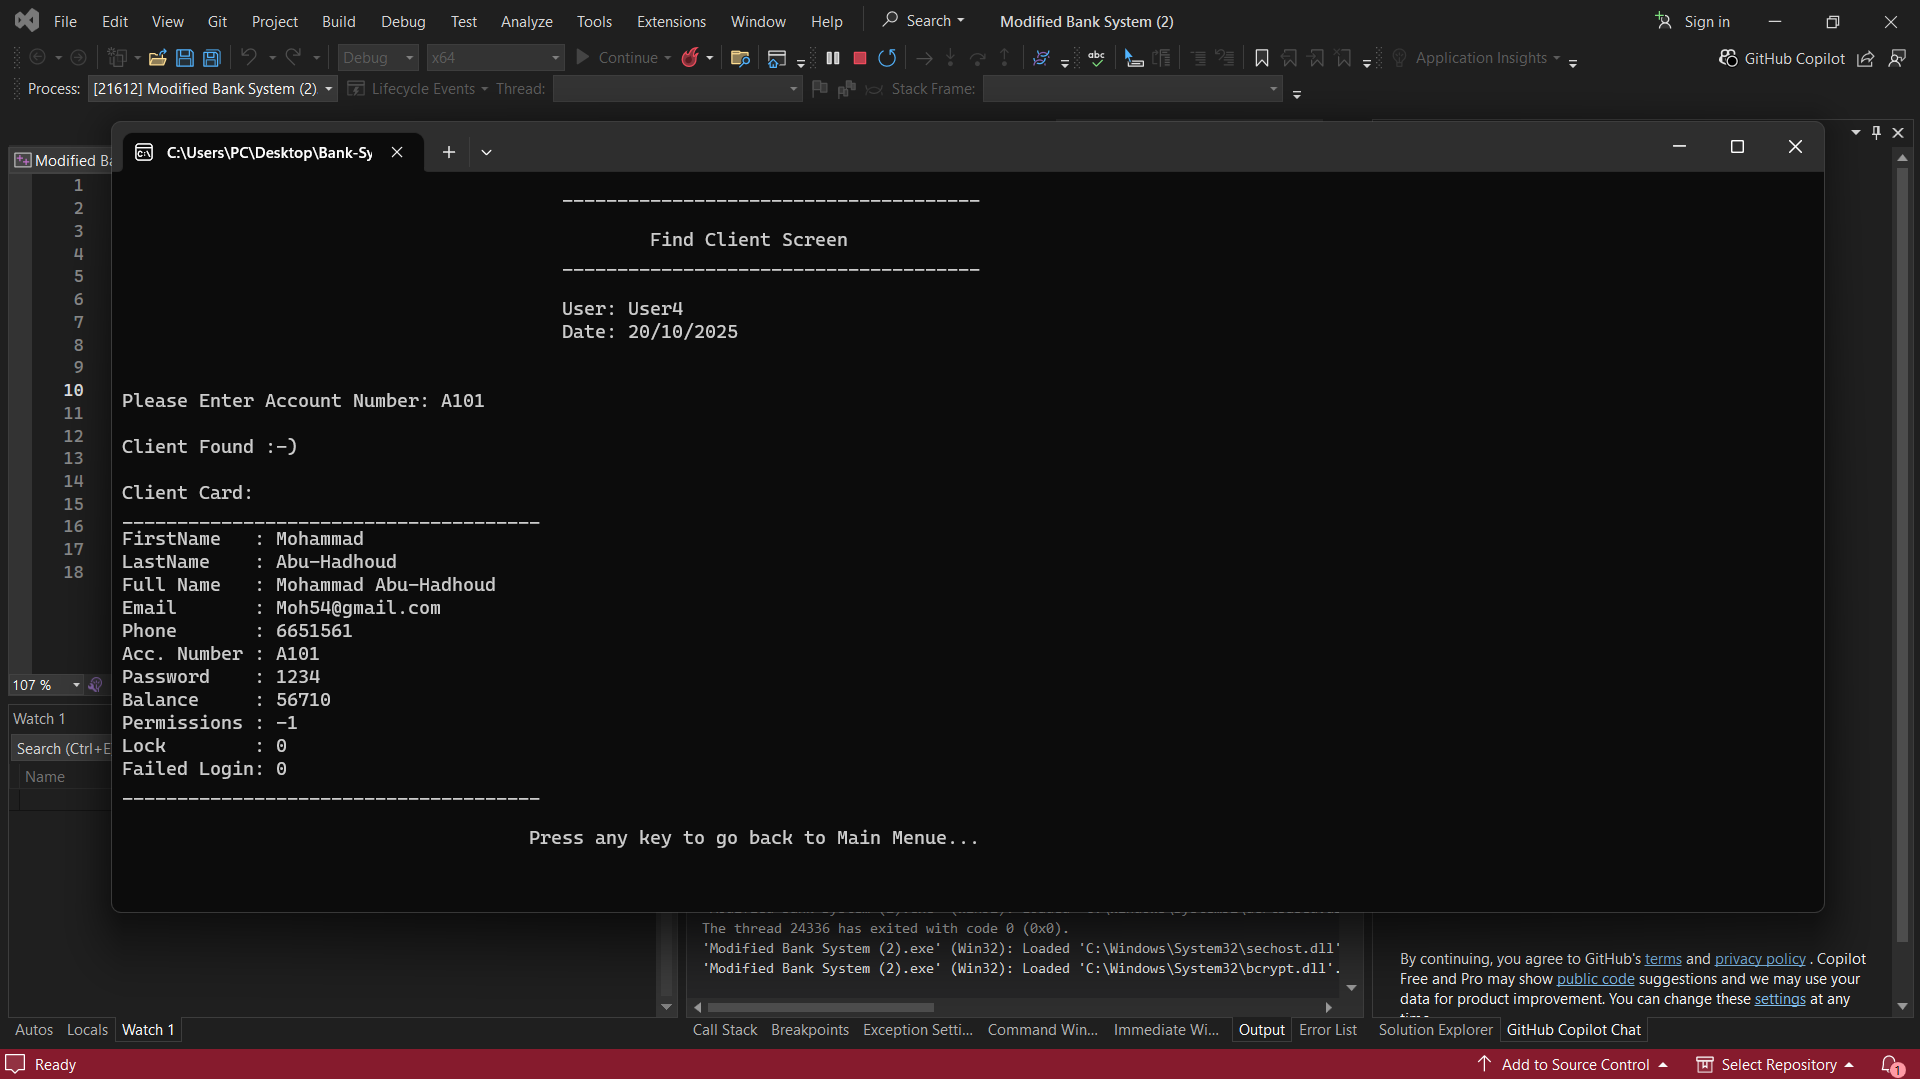 File Edit View Git Project Build Debug Test Analyze Tools Extensions Window Help Search Modified Bank System (2) Sign in
Debug x64 Continue Application Insights GitHub Copilot
Process: [21612] Modified Bank System (2) Lifecycle Events Thread: Stack Frame:
C:\Users\PC\Desktop\Bank-Sy
Modified Ba
1
2
3
4
5
6
7
8
9
10
11
12
13
14
15
16
17
18
--------------------------------------
Find Client Screen
--------------------------------------
User: User4
Date: 20/10/2025
Please Enter Account Number: A101
Client Found :-)
Client Card:
______________________________________
FirstName   : Mohammad
LastName    : Abu-Hadhoud
Full Name   : Mohammad Abu-Hadhoud
Email       : Moh54@gmail.com
Phone       : 6651561
Acc. Number : A101
Password    : 1234
Balance     : 56710
Permissions : -1
Lock        : 0
Failed Login: 0
______________________________________
Press any key to go back to Main Menue...
107 %
Watch 1
Search (Ctrl+E
Name
The thread 24336 has exited with code 0 (0x0).
'Modified Bank System (2).exe' (Win32): Loaded 'C:\Windows\System32\sechost.dll'
'Modified Bank System (2).exe' (Win32): Loaded 'C:\Windows\System32\bcrypt.dll'.
By continuing, you agree to GitHub's terms and privacy policy . Copilot
Free and Pro may show public code suggestions and we may use your
data for product improvement. You can change these settings at any
time.
Autos Locals Watch 1
Call Stack Breakpoints Exception Setti... Command Win... Immediate Wi... Output Error List
Solution Explorer GitHub Copilot Chat
Ready Add to Source Control Select Repository 1